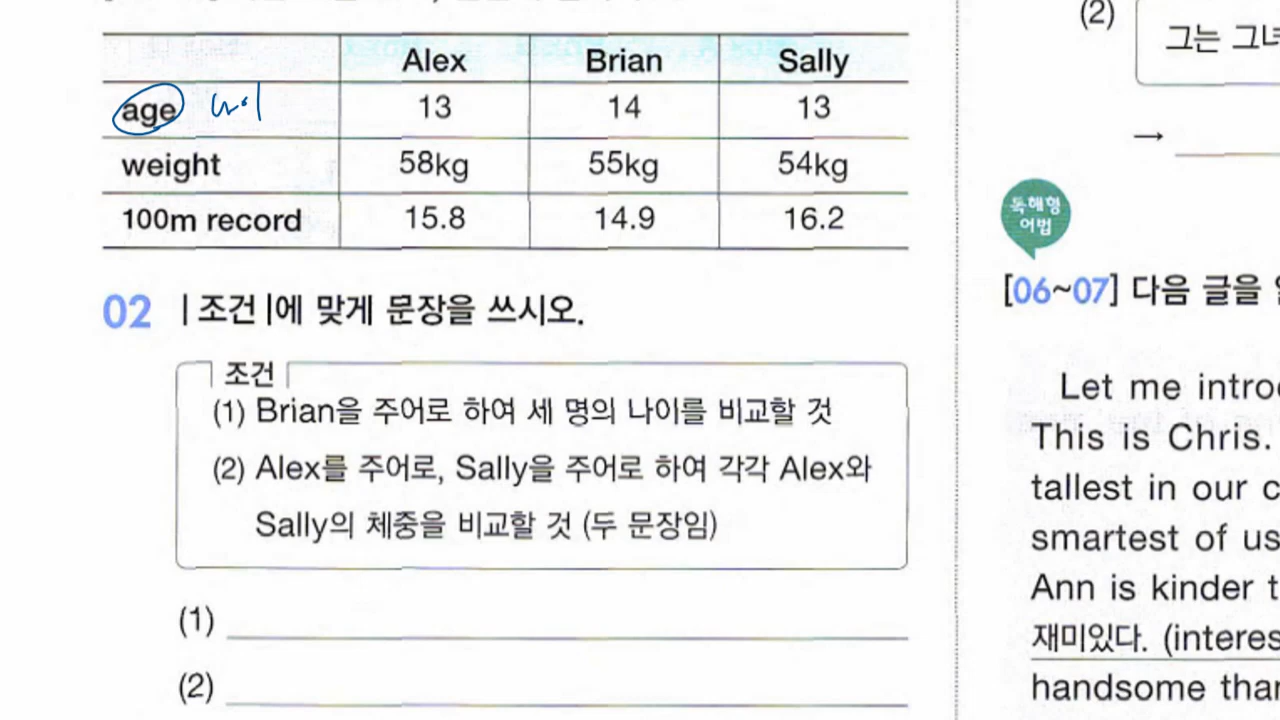 (2)
Alex Brian Sally
age 13 14 13
weight 58kg 55kg 54kg
100m record 15.8 14.9 16.2
02 |조건|에 맞게 문장을 쓰시오.
조건
(1) Brian을 주어로 하여 세 명의 나이를 비교할 것
(2) Alex를 주어로, Sally을 주어로 하여 각각 Alex와
Sally의 체중을 비교할 것 (두 문장임)
(1)
(2)
그는 그녀
→
독해형
어법
[06~07] 다음 글을
Let me introd
This is Chris.
tallest in our c
smartest of us
Ann is kinder t
재미있다. (interes
handsome than